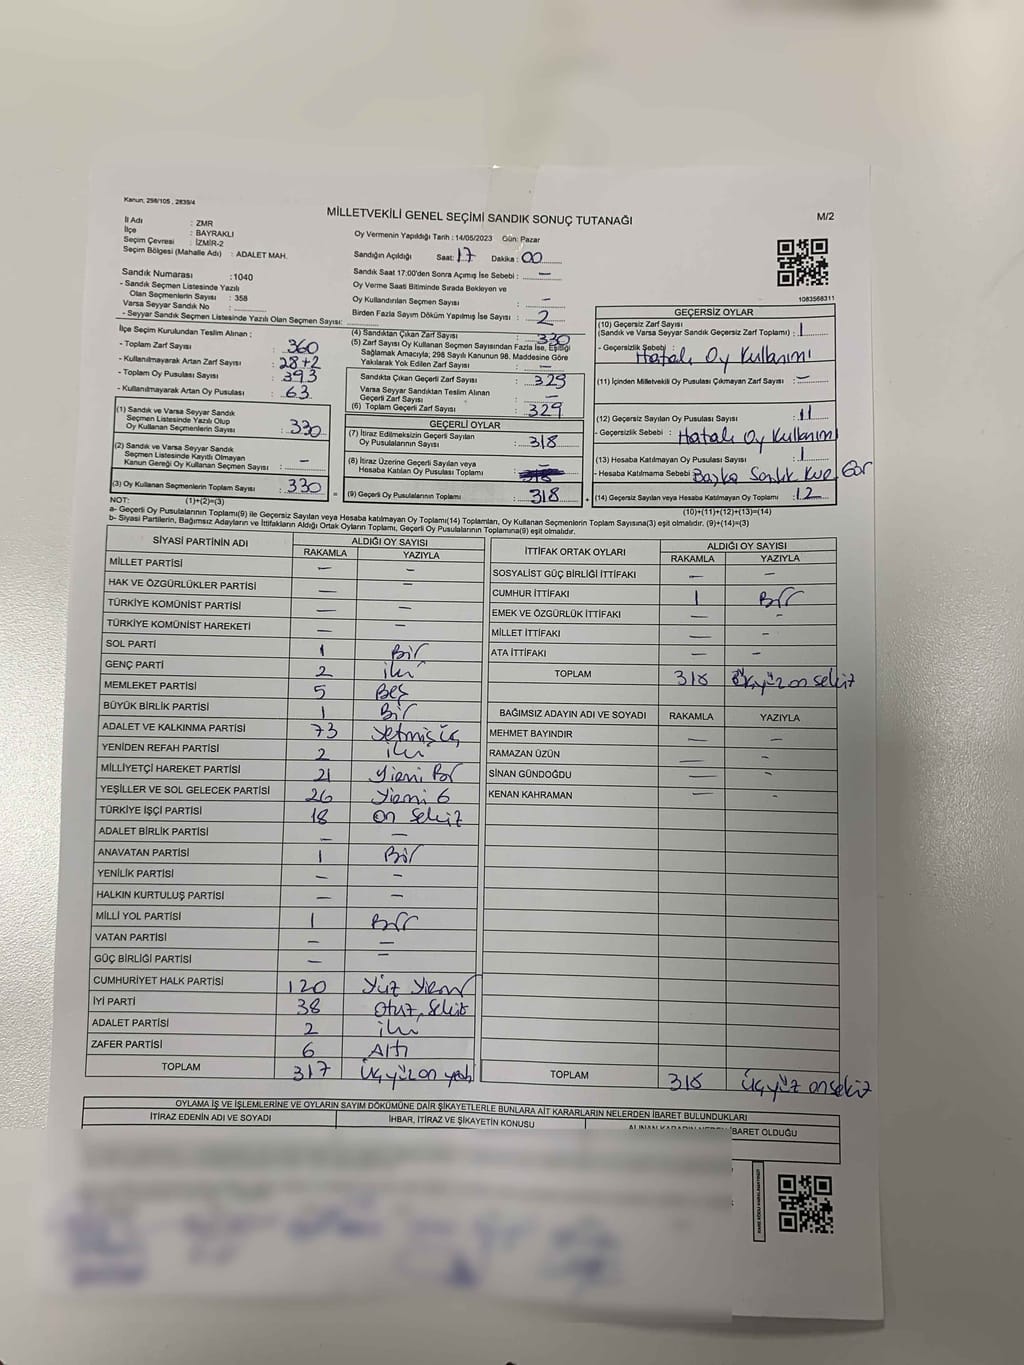 Kanun, 298/105 , 2839/4
MİLLETVEKİLİ GENEL SEÇİMİ SANDIK SONUÇ TUTANAĞI
M/2
İl Adı : ZMR
İlçe : BAYRAKLI
Seçim Çevresi : İZMİR-2
Seçim Bölgesi (Mahalle Adı) : ADALET MAH.
Sandık Numarası : 1040
- Sandık Seçmen Listesinde Yazılı
Olan Seçmenlerin Sayısı : 358
Varsa Seyyar Sandık No :
- Seyyar Sandık Seçmen Listesinde Yazılı Olan Seçmen Sayısı:
Oy Vermenin Yapıldığı Tarih : 14/05/2023 Gün: Pazar
Sandığın Açıldığı Saat: 17 Dakika: 00
Sandık Saat 17:00'den Sonra Açmış İse Sebebi : -
Oy Verme Saati Bitiminde Sırada Bekleyen ve
Oy Kullandırılan Seçmen Sayısı : -
Birden Fazla Sayım Döküm Yapılmış İse Sayısı : 2
1083568311
İlçe Seçim Kurulundan Teslim Alınan :
- Toplam Zarf Sayısı : 360
- Kullanılmayarak Artan Zarf Sayısı : 28+2
- Toplam Oy Pusulası Sayısı : 393
- Kullanılmayarak Artan Oy Pusulası : 63
(1) Sandık ve Varsa Seyyar Sandık
Seçmen Listesinde Yazılı Olup
Oy Kullanan Seçmenlerin Sayısı : 330
(2) Sandık ve Varsa Seyyar Sandık
Seçmen Listesinde Kayıtlı Olmayan
Kanun Gereği Oy Kullanan Seçmen Sayısı : -
(3) Oy Kullanan Seçmenlerin Toplam Sayısı : 330
(1)+(2)=(3)
(4) Sandıktan Çıkan Zarf Sayısı : 330
(5) Zarf Sayısı Oy Kullanan Seçmen Sayısından Fazla İse, Eşitliği
Sağlamak Amacıyla; 298 Sayılı Kanunun 98. Maddesine Göre
Yakılarak Yok Edilen Zarf Sayısı : -
Sandıkta Çıkan Geçerli Zarf Sayısı : 329
Varsa Seyyar Sandıktan Teslim Alınan
Geçerli Zarf Sayısı : -
(6) Toplam Geçerli Zarf Sayısı : 329
GEÇERLİ OYLAR
(7) İtiraz Edilmeksizin Geçerli Sayılan
Oy Pusulalarının Sayısı : 318
(8) İtiraz Üzerine Geçerli Sayılan veya
Hesaba Katılan Oy Pusulası Toplamı :
(9) Geçerli Oy Pusulalarının Toplamı : 318
GEÇERSİZ OYLAR
(10) Geçersiz Zarf Sayısı
(Sandık ve Varsa Seyyar Sandık Geçersiz Zarf Toplamı) : 1
- Geçersizlik Sebebi : Hatalı Oy Kullanımı
(11) İçinden Milletvekili Oy Pusulası Çıkmayan Zarf Sayısı : -
(12) Geçersiz Sayılan Oy Pusulası Sayısı : 11
- Geçersizlik Sebebi : Hatalı Oy Kullanımı
(13) Hesaba Katılmayan Oy Pusulası Sayısı : 1
- Hesaba Katılmama Sebebi : Başka Sandık
(14) Geçersiz Sayılan veya Hesaba Katılmayan Oy Toplamı : 12
(10)+(11)+(12)+(13)=(14)
NOT:
a- Geçerli Oy Pusulalarının Toplamı(9) ile Geçersiz Sayılan veya Hesaba katılmayan Oy Toplamı(14) Toplamları, Oy Kullanan Seçmenlerin Toplam Sayısına(3) eşit olmalıdır. (9)+(14)=(3)
b- Siyasi Partilerin, Bağımsız Adayların ve İttifakların Aldığı Ortak Oyların Toplamı, Geçerli Oy Pusulalarının Toplamına(9) eşit olmalıdır.
SİYASİ PARTİNİN ADI ALDIĞI OY SAYISI
RAKAMLA YAZIYLA
MİLLET PARTİSİ - -
HAK VE ÖZGÜRLÜKLER PARTİSİ - -
TÜRKİYE KOMÜNİST PARTİSİ - -
TÜRKİYE KOMÜNİST HAREKETİ - -
SOL PARTİ 1 Bir
GENÇ PARTİ 2 iki
MEMLEKET PARTİSİ 5 Beş
BÜYÜK BİRLİK PARTİSİ 1 Bir
ADALET VE KALKINMA PARTİSİ 73 Yetmiş üç
YENİDEN REFAH PARTİSİ 2 iki
MİLLİYETÇİ HAREKET PARTİSİ 21 Yirmi Bir
YEŞİLLER VE SOL GELECEK PARTİSİ 26 Yirmi 6
TÜRKİYE İŞÇİ PARTİSİ 18 on sekiz
ADALET BİRLİK PARTİSİ - -
ANAVATAN PARTİSİ 1 Bir
YENİLİK PARTİSİ - -
HALKIN KURTULUŞ PARTİSİ - -
MİLLİ YOL PARTİSİ 1 Bir
VATAN PARTİSİ - -
GÜÇ BİRLİĞİ PARTİSİ - -
CUMHURİYET HALK PARTİSİ 120 Yüz Yirmi
İYİ PARTİ 38 otuz sekiz
ADALET PARTİSİ 2 iki
ZAFER PARTİSİ 6 Altı
TOPLAM 317 üç yüz on yedi
İTTİFAK ORTAK OYLARI ALDIĞI OY SAYISI
RAKAMLA YAZIYLA
SOSYALİST GÜÇ BİRLİĞİ İTTİFAKI - -
CUMHUR İTTİFAKI 1 Bir
EMEK VE ÖZGÜRLÜK İTTİFAKI - -
MİLLET İTTİFAKI - -
ATA İTTİFAKI - -
TOPLAM 318 üçyüz on sekiz
BAĞIMSIZ ADAYIN ADI VE SOYADI RAKAMLA YAZIYLA
MEHMET BAYINDIR - -
RAMAZAN ÜZÜN - -
SİNAN GÜNDOĞDU - -
KENAN KAHRAMAN - -
TOPLAM 318 üçyüz onsekiz
OYLAMA İŞ VE İŞLEMLERİNE VE OYLARIN SAYIM DÖKÜMÜNE DAİR ŞİKAYETLERLE BUNLARA AİT KARARLARIN NELERDEN İBARET BULUNDUKLARI
İTİRAZ EDENİN ADI VE SOYADI İHBAR, İTİRAZ VE ŞİKAYETİN KONUSU ALINAN KARARIN NEDEN İBARET OLDUĞU